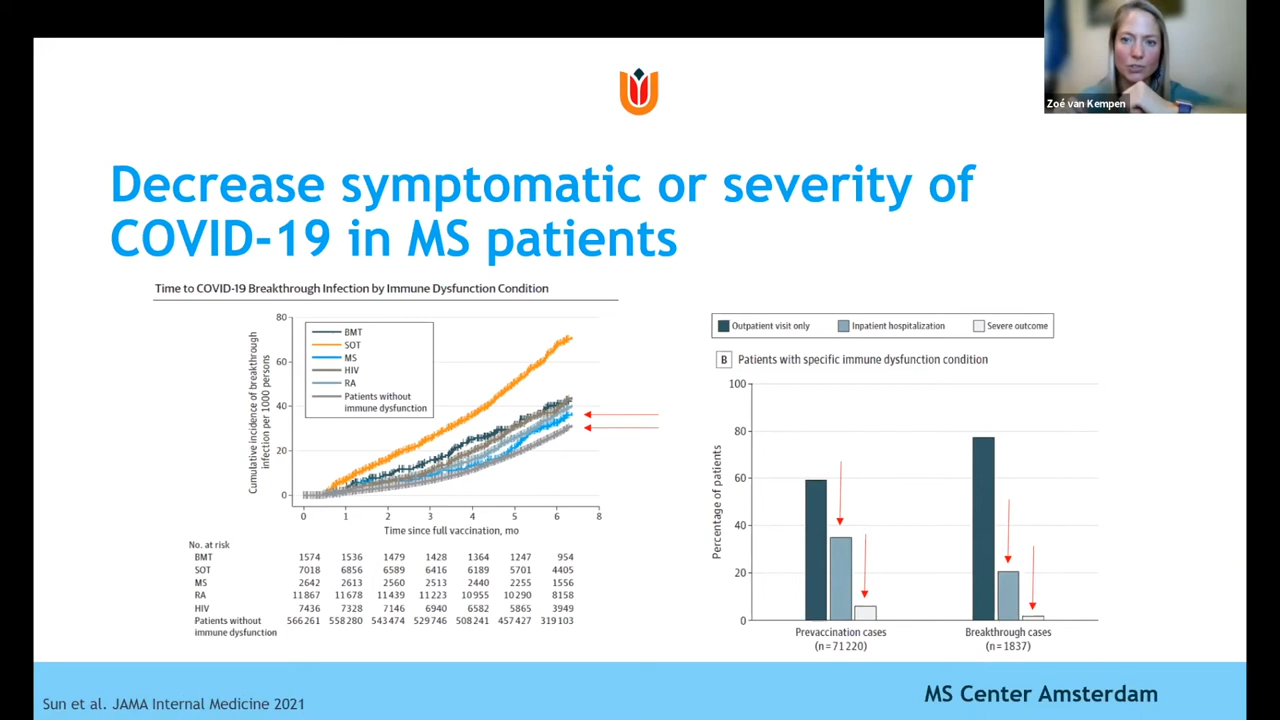 Zoé van Kempen
Decrease symptomatic or severity of
COVID-19 in MS patients
Time to COVID-19 Breakthrough Infection by Immune Dysfunction Condition
Cumulative incidence of breakthrough
infection per 1000 persons
80
60
40
20
0
BMT
SOT
MS
HIV
RA
Patients without
immune dysfunction
0 1 2 3 4 5 6 8
Time since full vaccination, mo
No. at risk
BMT 1574 1536 1479 1428 1364 1247 954
SOT 7018 6856 6589 6416 6189 5701 4405
MS 2642 2613 2560 2513 2440 2255 1556
RA 11867 11678 11439 11223 10955 10290 8158
HIV 7436 7328 7146 6940 6582 5865 3949
Patients without 566261 558280 543474 529746 508241 457427 319103
immune dysfunction
Outpatient visit only Inpatient hospitalization Severe outcome
B Patients with specific immune dysfunction condition
Percentage of patients
100
80
60
40
20
0
Prevaccination cases Breakthrough cases
(n=71220) (n=1837)
Sun et al. JAMA Internal Medicine 2021
MS Center Amsterdam